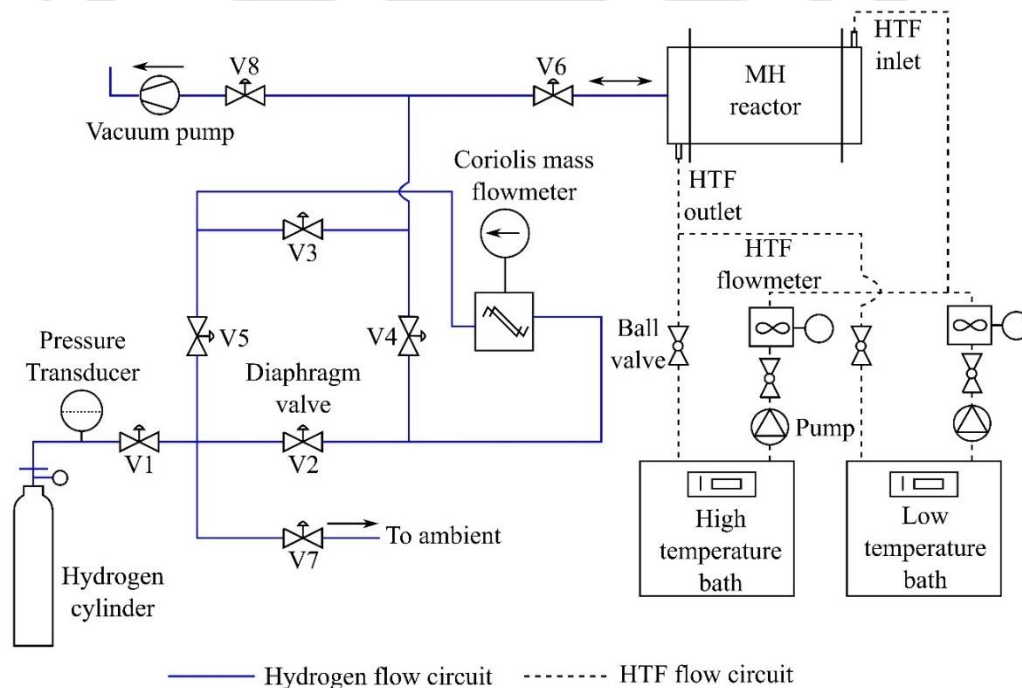 HTF
inlet
V8
V6
MH
reactor
Vacuum pump
Coriolis mass
flowmeter
HTF
outlet
V3
HTF
flowmeter
V5
V4
Ball
valve
Pressure
Transducer
Diaphragm
valve
Pump
V1
V2
High
temperature
bath
Low
temperature
bath
V7
To ambient
Hydrogen
cylinder
Hydrogen flow circuit
HTF flow circuit